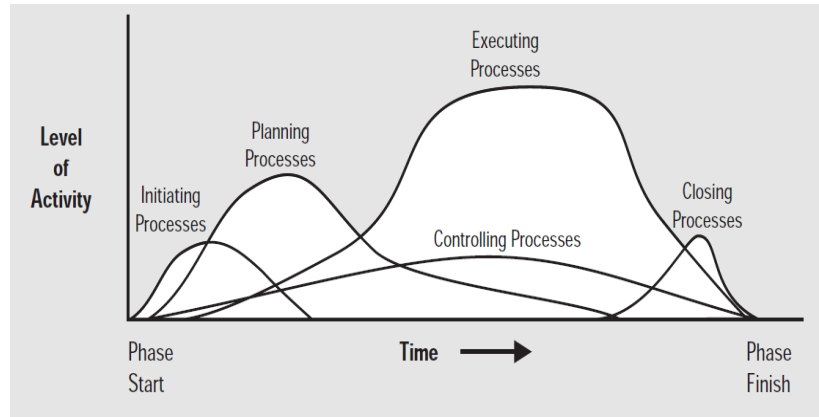 Executing
Processes
Planning
Processes
Level
of
Activity
Initiating
Processes
Closing
Processes
Controlling Processes
Phase
Start
Time
Phase
Finish